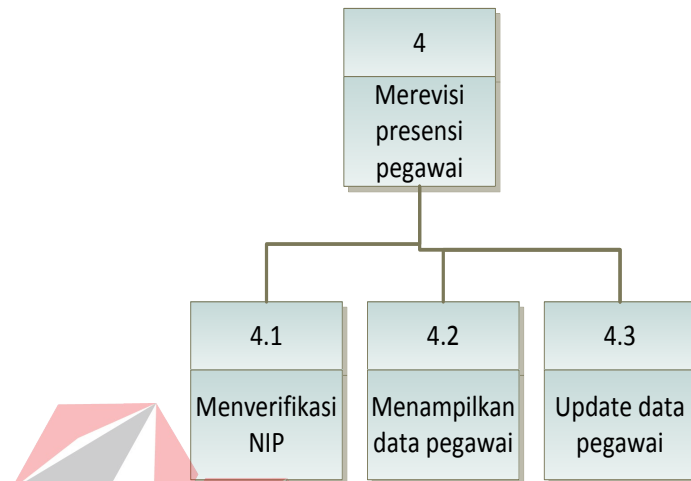 4
Merevisi
presensi
pegawai
4.1
Menverifikasi
NIP
4.2
Menampilkan
data pegawai
4.3
Update data
pegawai